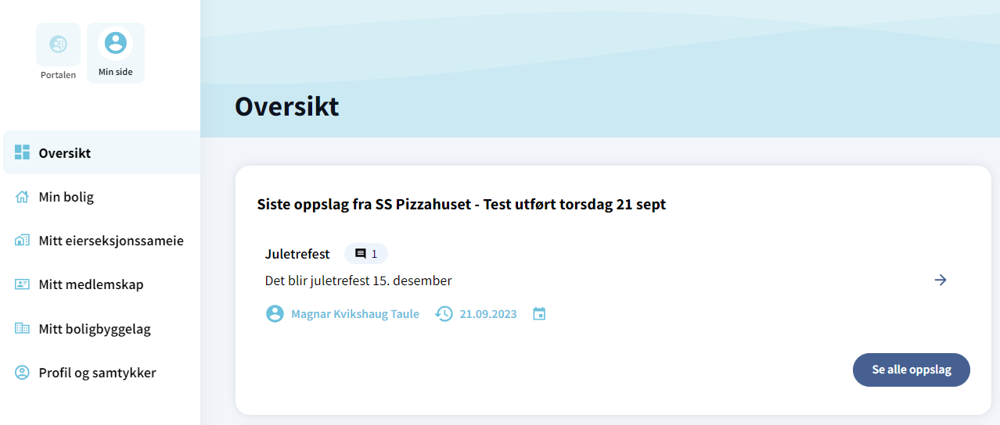 Portalen
Min side
Oversikt
Min bolig
Mitt eierseksjonssameie
Mitt medlemskap
Mitt boligbyggelag
Profil og samtykker
Oversikt
Siste oppslag fra SS Pizzahuset - Test utført torsdag 21 sept
Juletrefest 1
Det blir juletrefest 15. desember
Magnar Kvikshaug Taule 21.09.2023
Se alle oppslag